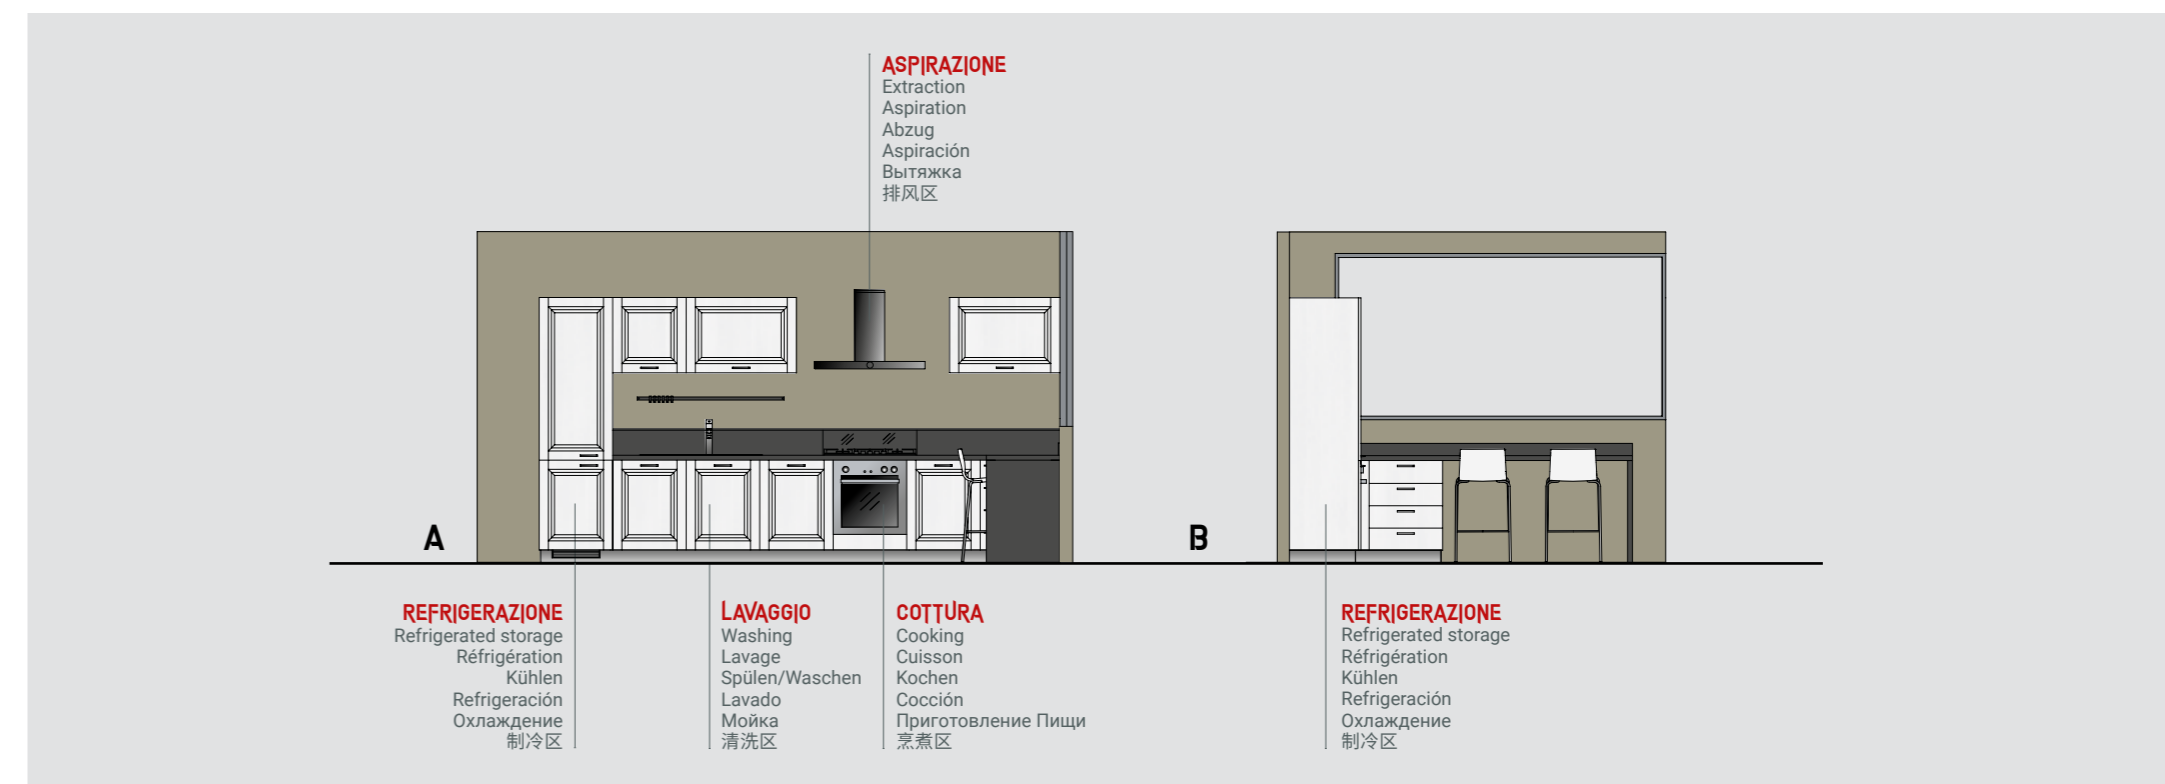 ASPIRAZIONE
Extraction
Aspiration
Abzug
Aspiración
Вытяжка
排风区
A
B
REFRIGERAZIONE
Refrigerated storage
Réfrigération
Kühlen
Refrigeración
Охлаждение
制冷区
LAVAGGIO
Washing
Lavage
Spülen/Waschen
Lavado
Мойка
清洗区
COTTURA
Cooking
Cuisson
Kochen
Cocción
Приготовление Пищи
烹煮区
REFRIGERAZIONE
Refrigerated storage
Réfrigération
Kühlen
Refrigeración
Охлаждение
制冷区